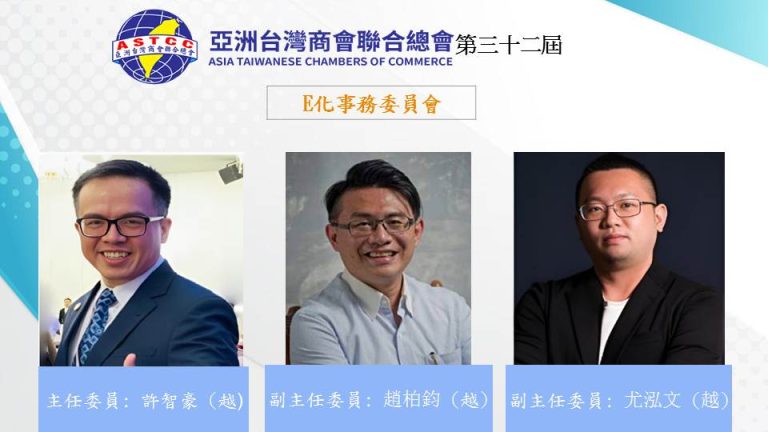 ASTCC
亞洲台灣商會聯合總會
亞洲台灣商會聯合總會第三十二屆
ASIA TAIWANESE CHAMBERS OF COMMERCE
E化事務委員會
主任委員：許智豪（越）
副主任委員：趙柏鈞（越）
副主任委員：尤泓文（越）